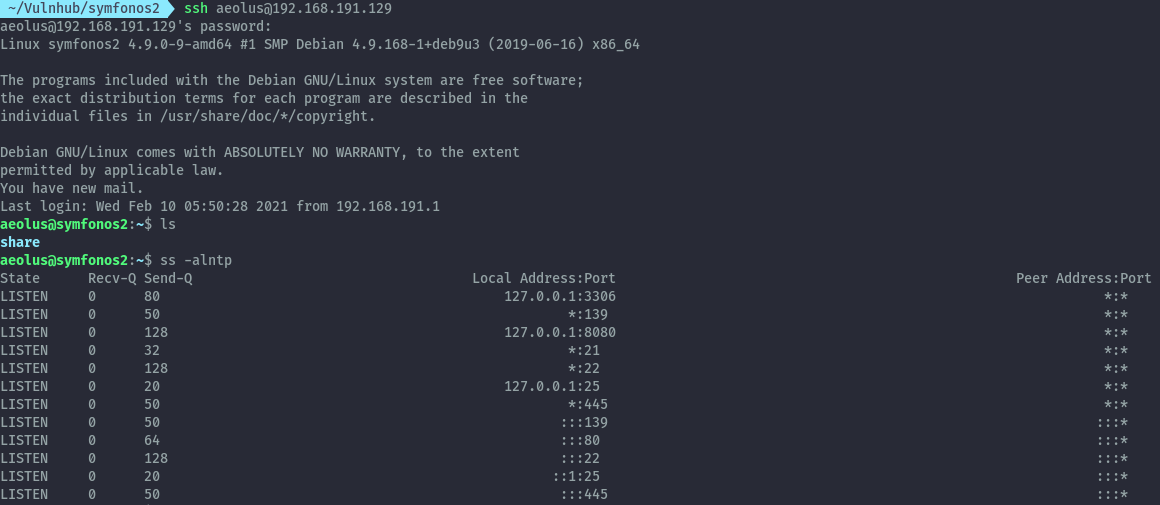 ~/Vulnhub/symfonos2 ssh aeolus@192.168.191.129
aeolus@192.168.191.129's password:
Linux symfonos2 4.9.0-9-amd64 #1 SMP Debian 4.9.168-1+deb9u3 (2019-06-16) x86_64
The programs included with the Debian GNU/Linux system are free software;
the exact distribution terms for each program are described in the
individual files in /usr/share/doc/*/copyright.
Debian GNU/Linux comes with ABSOLUTELY NO WARRANTY, to the extent
permitted by applicable law.
You have new mail.
Last login: Wed Feb 10 05:50:28 2021 from 192.168.191.1
aeolus@symfonos2:~$ ls
share
aeolus@symfonos2:~$ ss -alntp
State Recv-Q Send-Q Local Address:Port Peer Address:Port
LISTEN 0 80 127.0.0.1:3306 *:*
LISTEN 0 50 *:139 *:*
LISTEN 0 128 127.0.0.1:8080 *:*
LISTEN 0 32 *:21 *:*
LISTEN 0 128 *:22 *:*
LISTEN 0 20 127.0.0.1:25 *:*
LISTEN 0 50 *:445 *:*
LISTEN 0 50 :::139 :::*
LISTEN 0 64 :::80 :::*
LISTEN 0 128 :::22 :::*
LISTEN 0 20 ::1:25 :::*
LISTEN 0 50 :::445 :::*